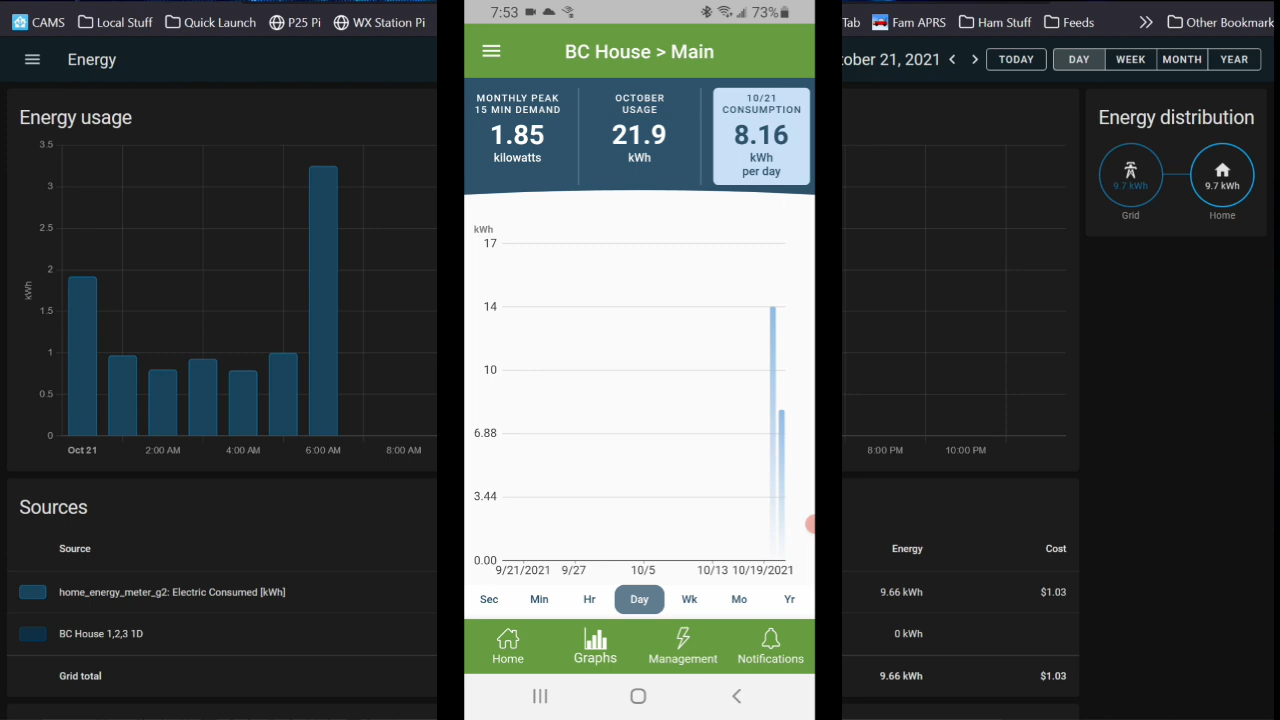 CAMS
Local Stuff
Quick Launch
P25 Pi
WX Station Pi
Energy
Energy usage
3.5
3
2.5
2
1.5
1
0.5
0
kWh
Oct 21
2:00 AM
4:00 AM
6:00 AM
8:00 AM
Sources
Source
home_energy_meter_g2: Electric Consumed [kWh]
BC House 1,2,3 1D
Grid total
7:53
73%
BC House > Main
MONTHLY PEAK
15 MIN DEMAND
1.85
kilowatts
OCTOBER
USAGE
21.9
kWh
10/21
CONSUMPTION
8.16
kWh
per day
kWh
17
14
10
6.88
3.44
0.00
9/21/2021
9/27
10/5
10/13
10/19/2021
Sec
Min
Hr
Day
Wk
Mo
Yr
Home
Graphs
Management
Notifications
Tab
Fam APRS
Ham Stuff
Feeds
Other Bookmark
ober 21, 2021
TODAY
DAY
WEEK
MONTH
YEAR
Energy distribution
9.7 kWh
9.7 kWh
Grid
Home
8:00 PM
10:00 PM
Energy
Cost
9.66 kWh
$1.03
0 kWh
9.66 kWh
$1.03